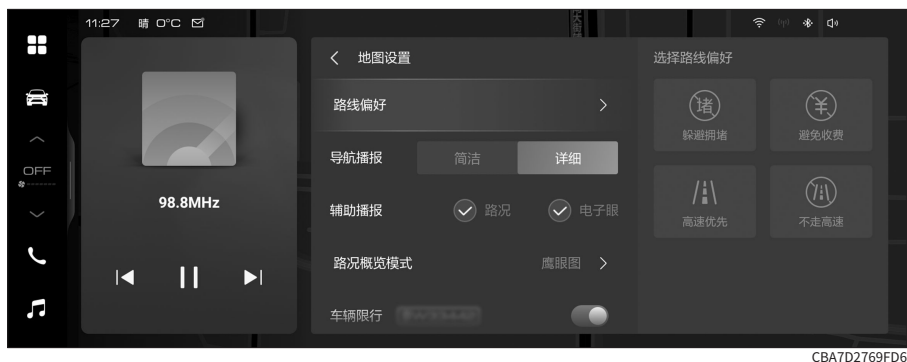 11:27 晴 0°C
大街
地图设置
选择路线偏好
路线偏好
堵
¥
躲避拥堵
避免收费
OFF
导航播报 简洁 详细
98.8MHz
辅助播报 路况 电子眼
高速优先
不走高速
路况概览模式 鹰眼图
车辆限行
CBA7D2769FD6